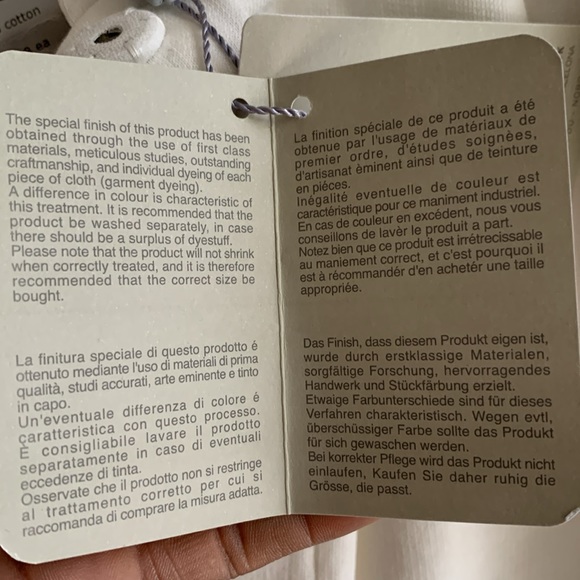 cotton
ea
The special finish of this product has been
obtained through the use of first class
materials, meticulous studies, outstanding
craftmanship, and individual dyeing of each
piece of cloth (garment dyeing).
A difference in colour is characteristic of
this treatment. It is recommended that the
product be washed separately, in case
there should be a surplus of dyestuff.
Please note that the product will not shrink
when correctly treated, and it is therefore
recommended that the correct size be
bought.
La finitura speciale di questo prodotto è
ottenuto mediante l'uso di materiali di prima
qualità, studi accurati, arte eminente e tinto
in capo.
Un'eventuale differenza di colore é
caratteristica con questo processo.
È consigliabile lavare il prodotto
separatamente in caso di eventuali
eccedenze di tinta.
Osservate che il prodotto non si restringe
al trattamento corretto per cui si
raccomanda di comprare la misura adatta.
La finition spéciale de ce produit a été
obtenue par l'usage de matériaux de
premier ordre, d'études soignées,
d'artisanat èminent ainsi que de teinture
en pièces.
Inégalité eventuelle de couleur est
caractéristique pour ce maniment industriel.
En cas de couleur en excédent, nous vous
conseillons de lavèr le produit a part.
Notez bien que ce produit est irrétrecissable
au maniement correct, et c'est pourquoi il
est à récommandér d'en achetér une taille
appropriée.
Das Finish, dass diesem Produkt eigen ist,
wurde durch erstklassige Materialen,
sorgfältige Forschung, hervorragendes
Handwerk und Stückfärbung erzielt.
Etwaige Farbunterschiede sind für dieses
Verfahren charakteristisch. Wegen evtl,
überschüssiger Farbe sollte das Produkt
für sich gewaschen werden.
Bei korrekter Pflege wird das Produkt nicht
einlaufen, Kaufen Sie daher ruhig die
Grösse, die passt.